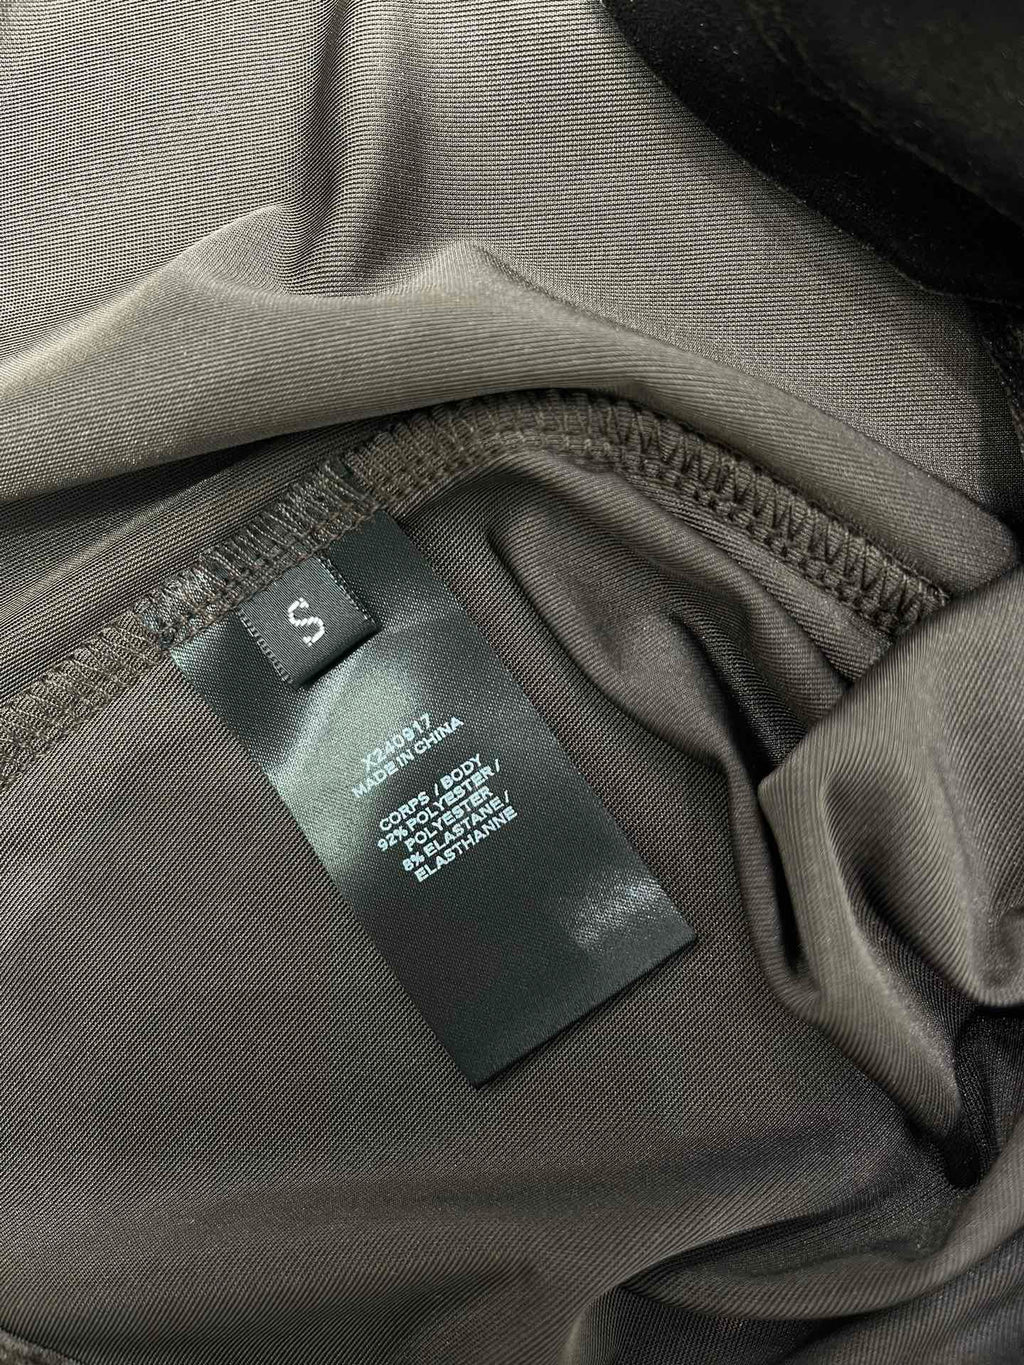 S
X240917
MADE IN CHINA
CORPS / BODY
92% POLYESTER /
POLYESTER
8% ELASTANE /
ELASTHANNE